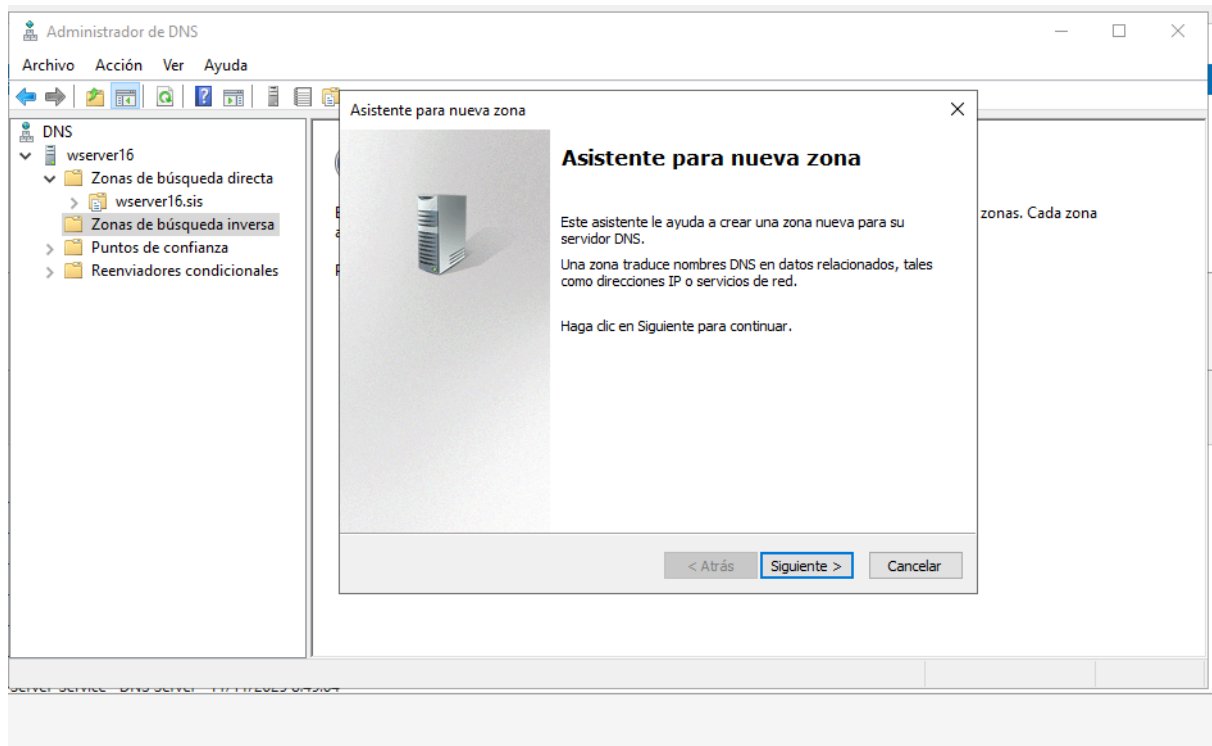 Administrador de DNS
Archivo Acción Ver Ayuda
DNS
wserver16
Zonas de búsqueda directa
wserver16.sis
Zonas de búsqueda inversa
Puntos de confianza
Reenviadores condicionales
zonas. Cada zona
Asistente para nueva zona
Asistente para nueva zona
Este asistente le ayuda a crear una zona nueva para su
servidor DNS.
Una zona traduce nombres DNS en datos relacionados, tales
como direcciones IP o servicios de red.
Haga clic en Siguiente para continuar.
< Atrás Siguiente > Cancelar